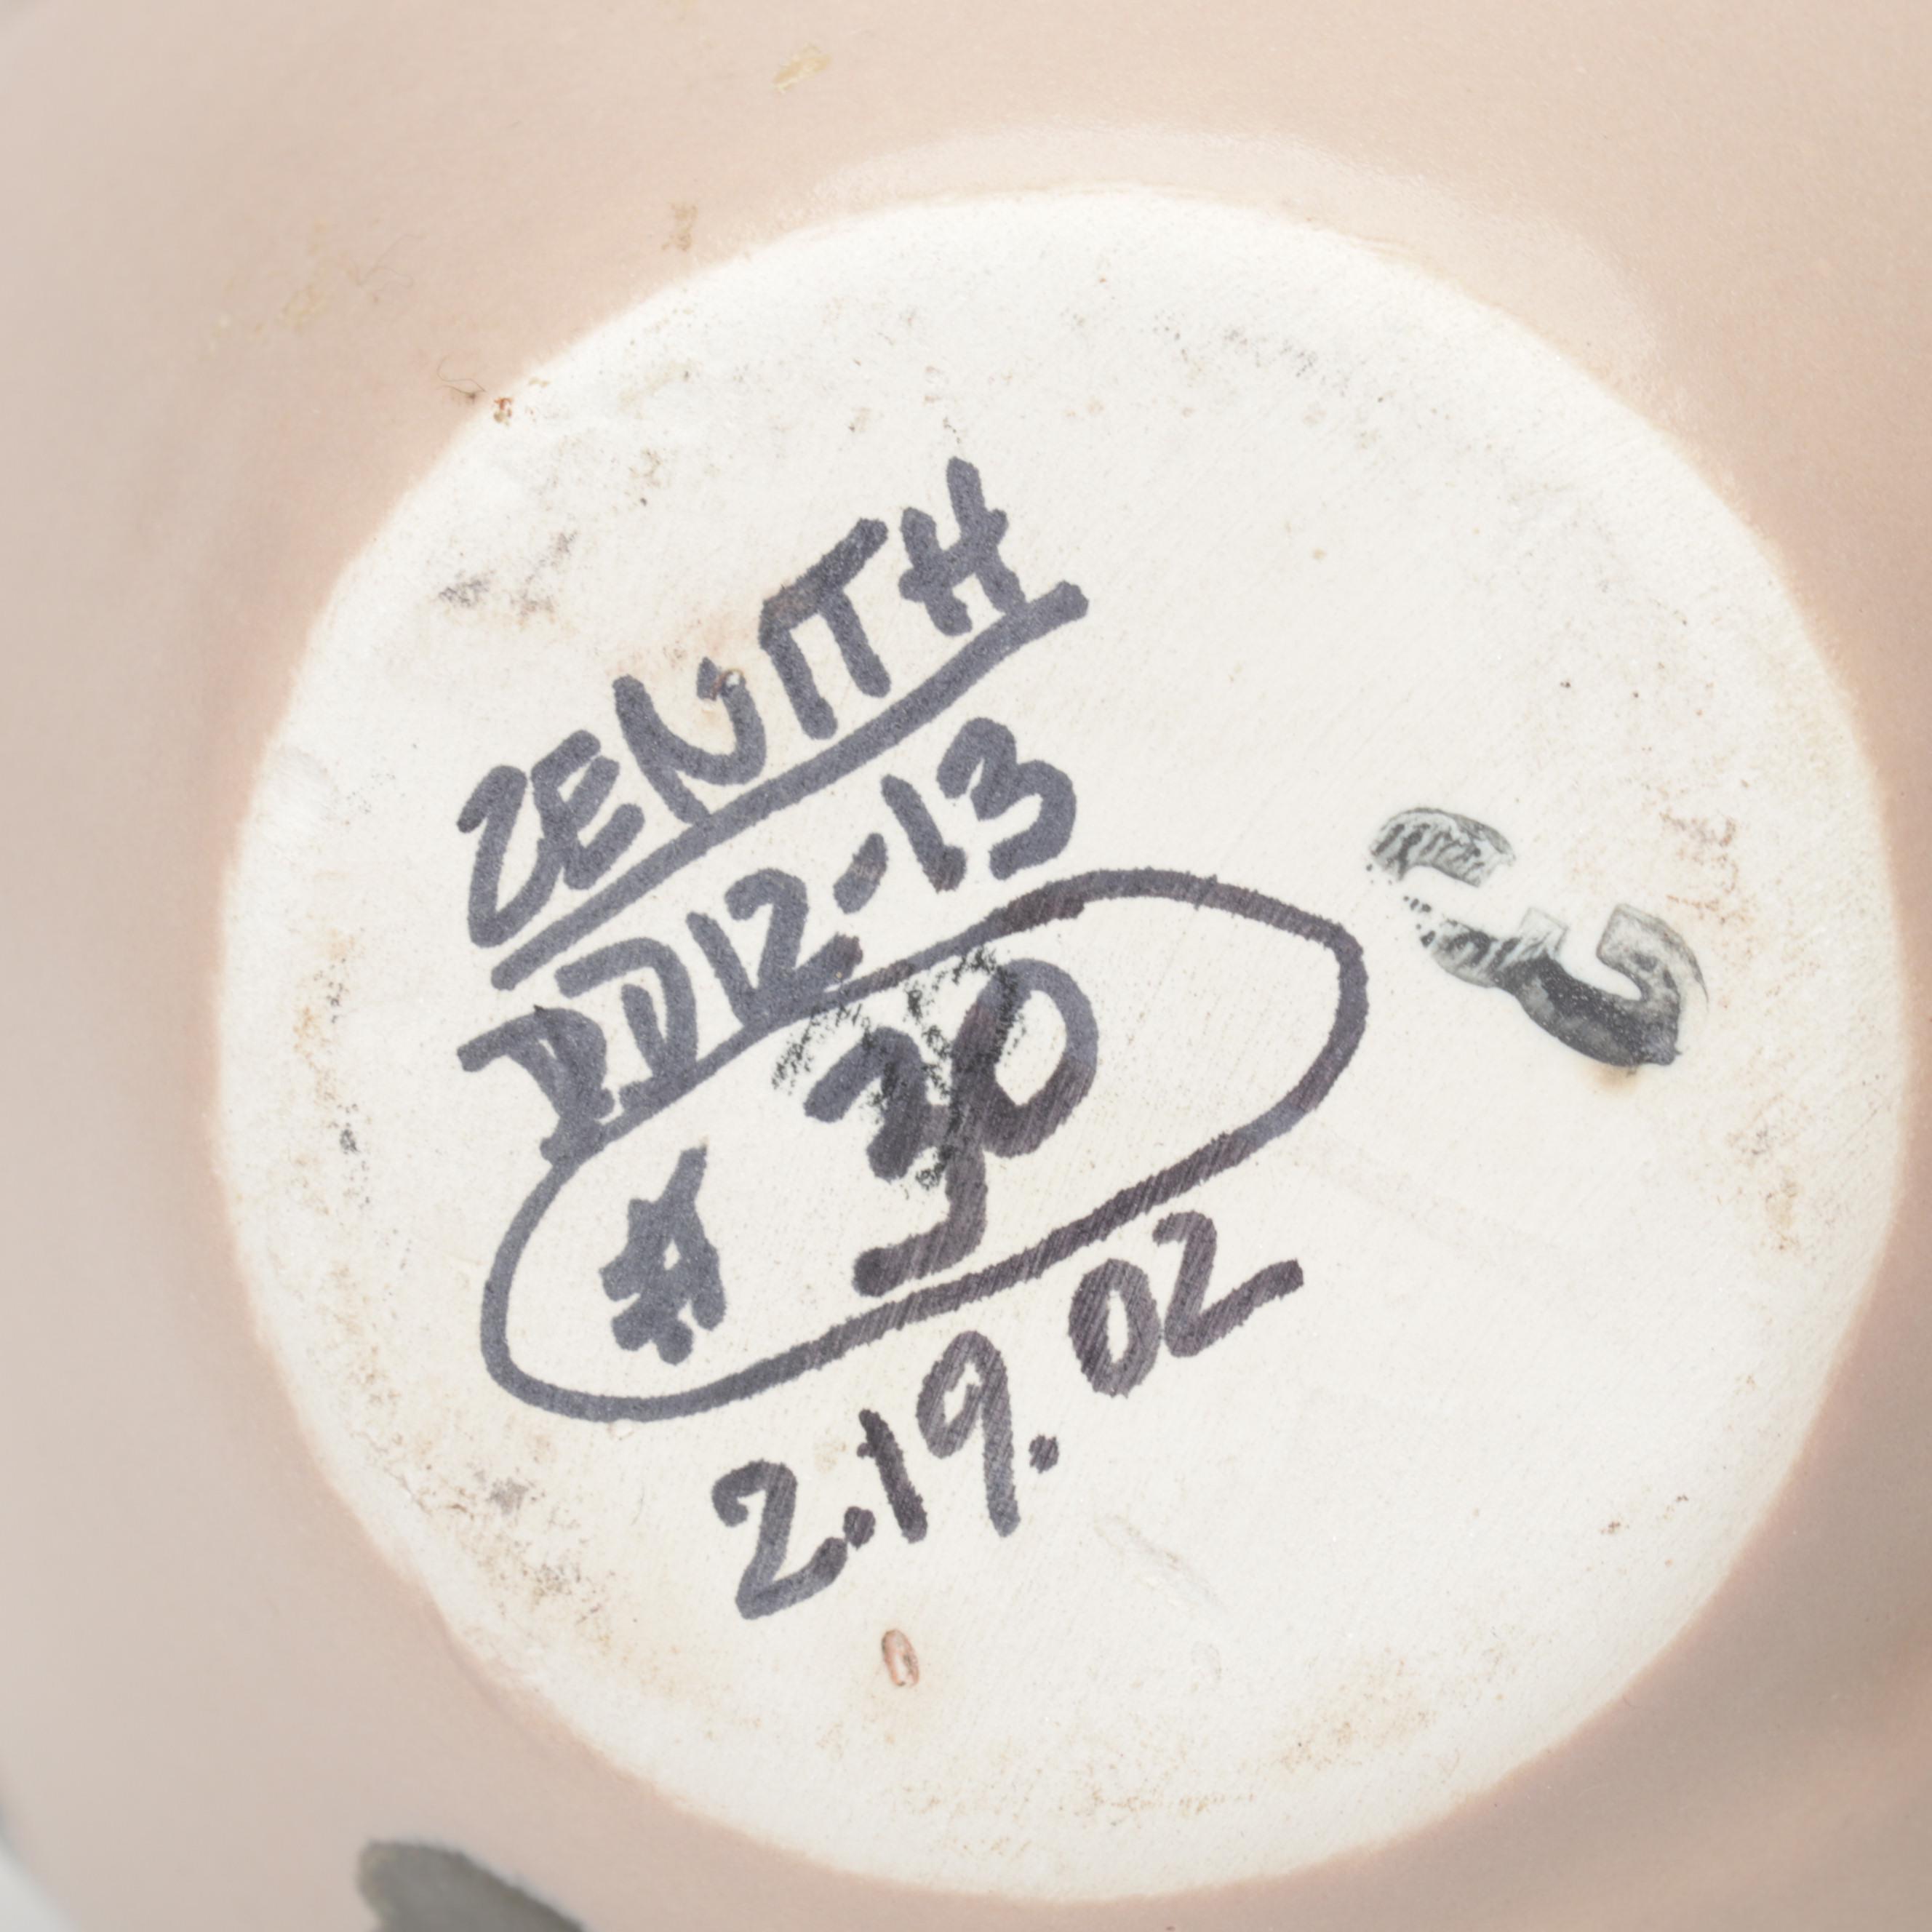 ZENITH
DD12-13
# 30
2.19.02